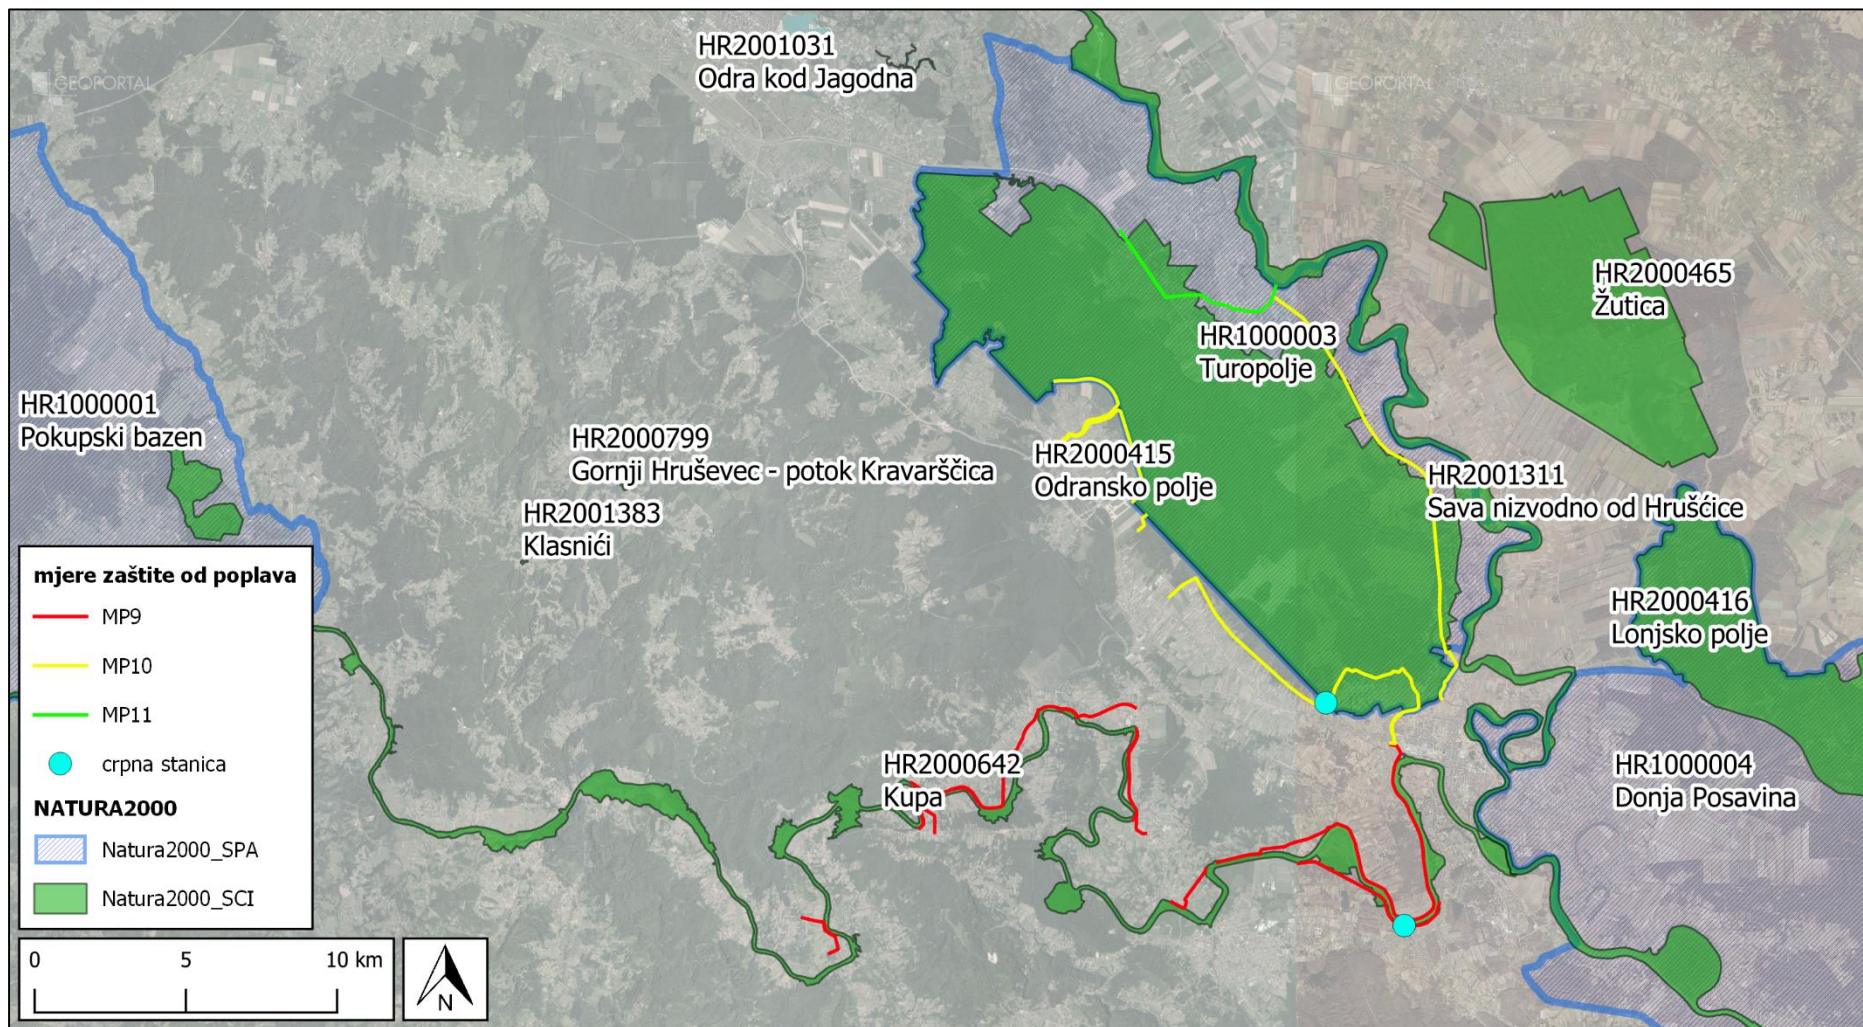 HR2001031
Odra kod Jagodna
GEOPORTAL
GEOPORTAL
HR2000465
Žutica
HR1000003
Turopolje
HR1000001
Pokupski bazen
HR2000799
Gornji Hruševec - potok Kravarščica
HR2000415
Odransko polje
HR2001311
Sava nizvodno od Hrušćice
HR2001383
Klasnići
HR2000416
Lonjsko polje
HR2000642
Kupa
HR1000004
Donja Posavina
mjere zaštite od poplava
MP9
MP10
MP11
crpna stanica
NATURA2000
Natura2000_SPA
Natura2000_SCI
0 5 10 km
N